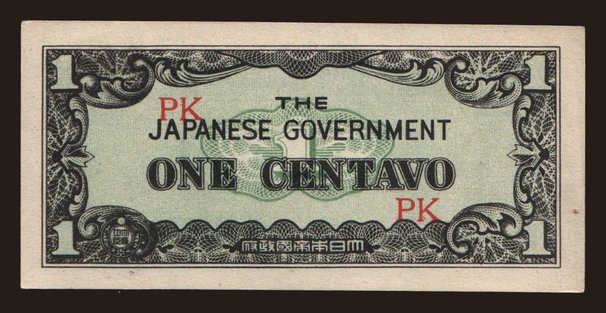 1 1
PK THE
JAPANESE GOVERNMENT
ONE CENTAVO
PK
1 1
府政國帝本日大